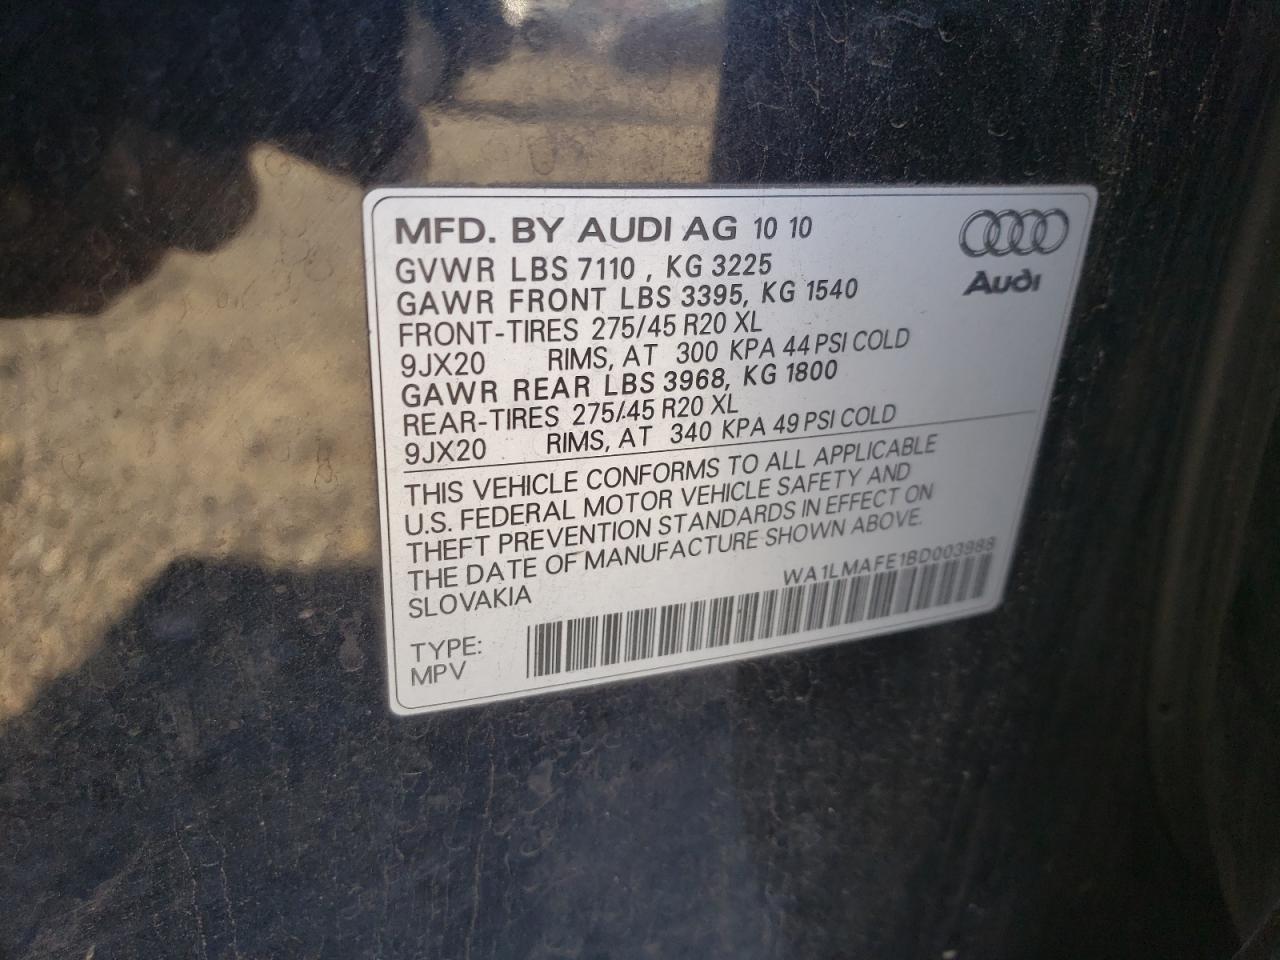 MFD. BY AUDI AG 10 10
Audi
GVWR LBS 7110 , KG 3225
GAWR FRONT LBS 3395, KG 1540
FRONT-TIRES 275/45 R20 XL
9JX20 RIMS, AT 300 KPA 44 PSI COLD
GAWR REAR LBS 3968, KG 1800
REAR-TIRES 275/45 R20 XL
9JX20 RIMS, AT 340 KPA 49 PSI COLD
THIS VEHICLE CONFORMS TO ALL APPLICABLE
U.S. FEDERAL MOTOR VEHICLE SAFETY AND
THEFT PREVENTION STANDARDS IN EFFECT ON
THE DATE OF MANUFACTURE SHOWN ABOVE.
SLOVAKIA
WA1LMAFE1BD003988
TYPE:
MPV